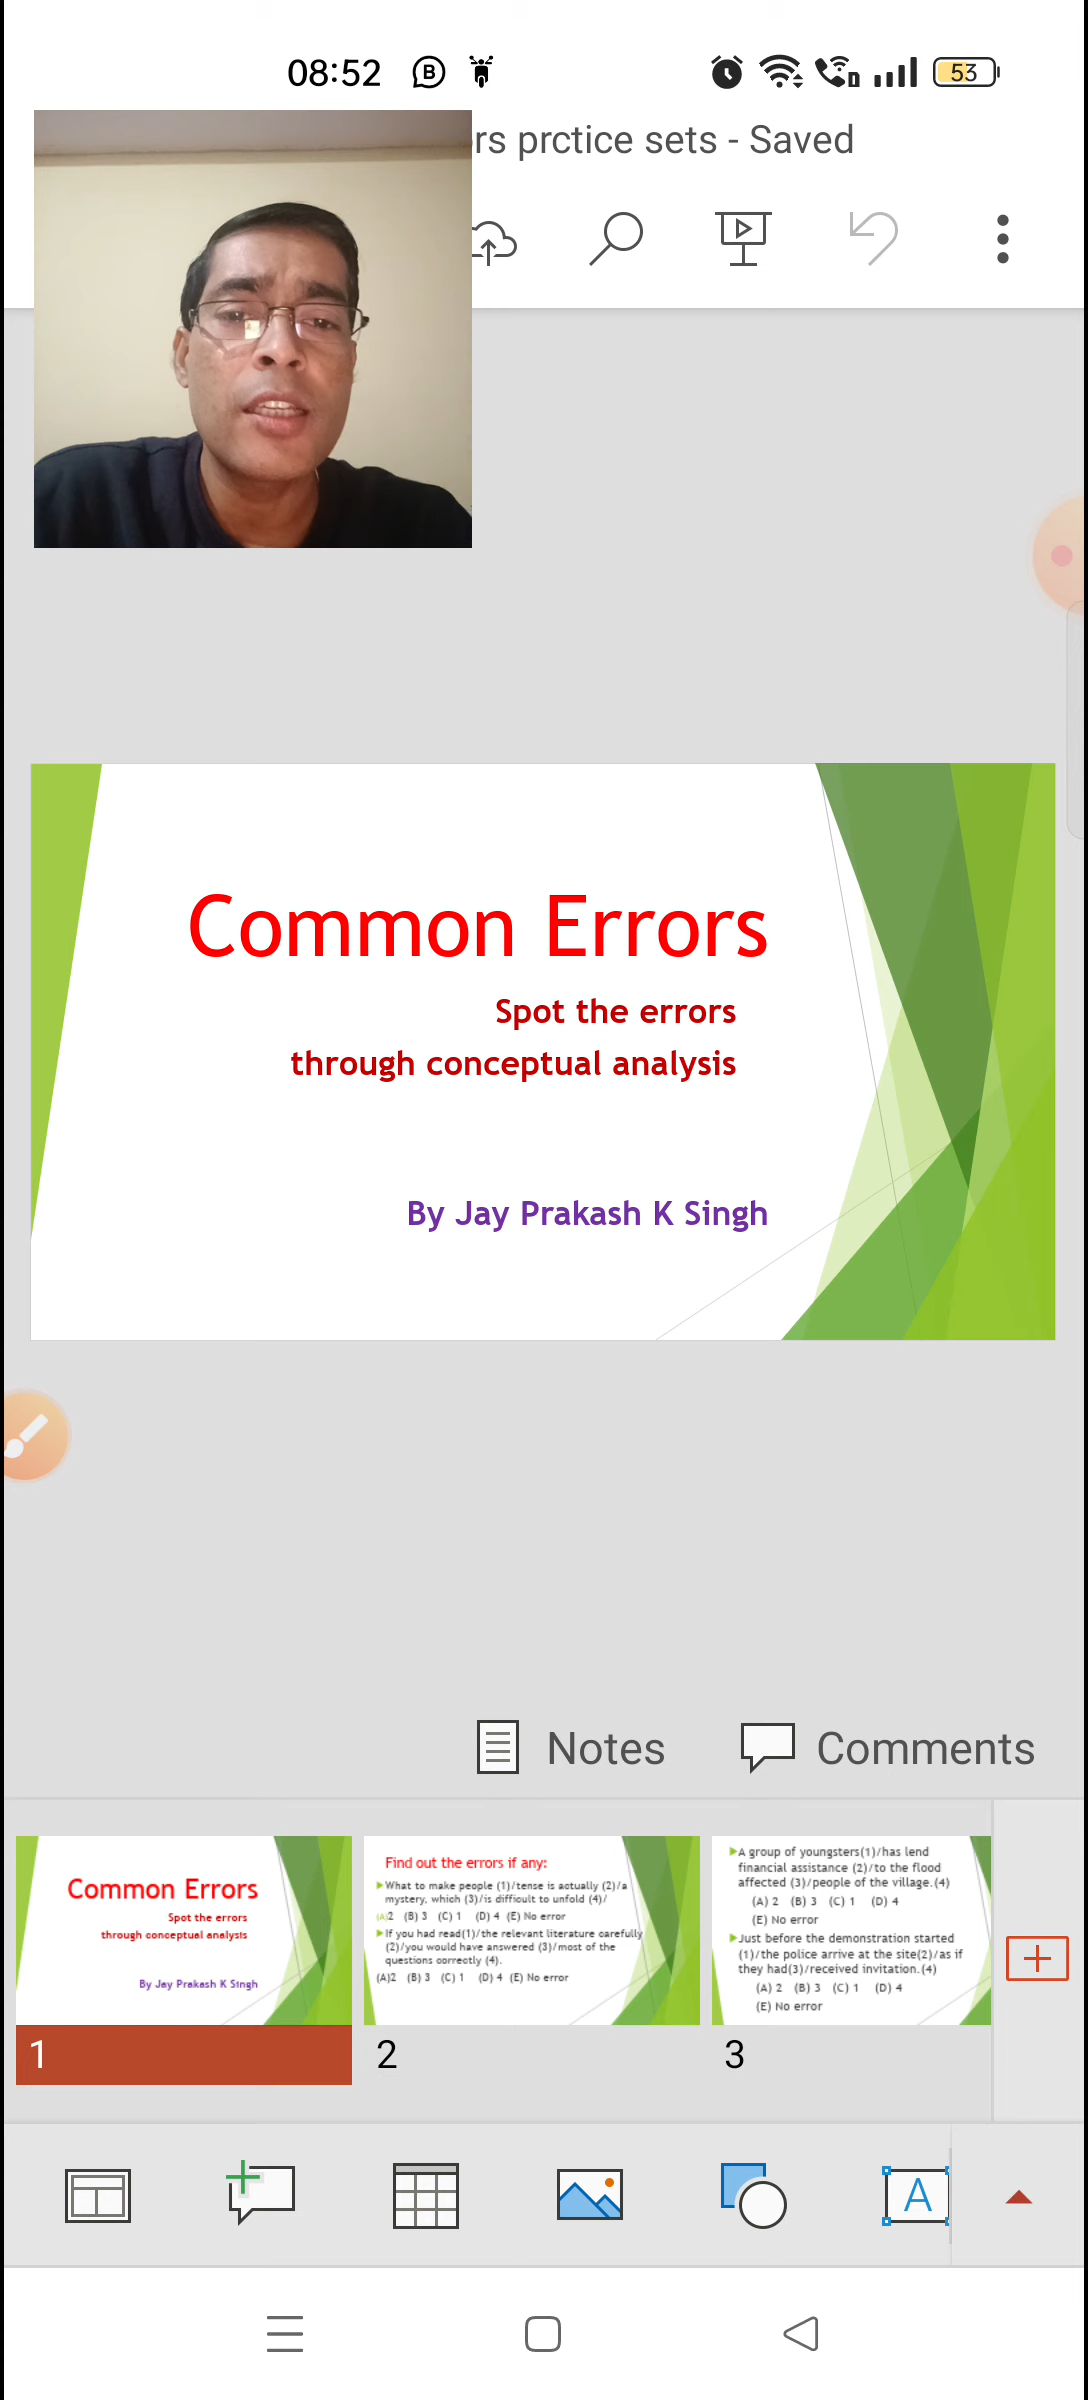 08:52
53
rs prctice sets - Saved
Common Errors
Spot the errors
through conceptual analysis
By Jay Prakash K Singh
Notes
Comments
Common Errors
Spot the errors
through conceptual analysis
By Jay Prakash K Singh
1
Find out the errors if any:
What to make people (1)/tense is actually (2)/a
mystery, which (3)/is difficult to unfold (4)/
(A)2 (B) 3 (C) 1 (D) 4 (E) No error
If you had read(1)/the relevant literature carefully
(2)/you would have answered (3)/most of the
questions correctly (4).
(A)2 (B) 3 (C) 1 (D) 4 (E) No error
2
A group of youngsters(1)/has lend
financial assistance (2)/to the flood
affected (3)/people of the village.(4)
(A) 2 (B) 3 (C) 1 (D) 4
(E) No error
Just before the demonstration started
(1)/the police arrive at the site(2)/as if
they had(3)/received invitation.(4)
(A) 2 (B) 3 (C) 1 (D) 4
(E) No error
3
A